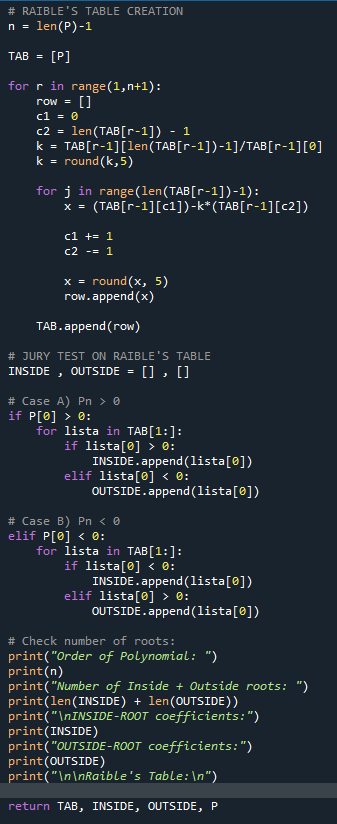 # RAIBLE'S TABLE CREATION
n = len(P)-1

TAB = [P]

for r in range(1,n+1):
    row = []
    c1 = 0
    c2 = len(TAB[r-1]) - 1
    k = TAB[r-1][len(TAB[r-1])-1]/TAB[r-1][0]
    k = round(k,5)

    for j in range(len(TAB[r-1])-1):
        x = (TAB[r-1][c1])-k*(TAB[r-1][c2])

        c1 += 1
        c2 -= 1

        x = round(x, 5)
        row.append(x)

    TAB.append(row)

# JURY TEST ON RAIBLE'S TABLE
INSIDE , OUTSIDE = [] , []

# Case A) Pn > 0
if P[0] > 0:
    for lista in TAB[1:]:
        if lista[0] > 0:
            INSIDE.append(lista[0])
        elif lista[0] < 0:
            OUTSIDE.append(lista[0])

# Case B) Pn < 0
elif P[0] < 0:
    for lista in TAB[1:]:
        if lista[0] < 0:
            INSIDE.append(lista[0])
        elif lista[0] > 0:
            OUTSIDE.append(lista[0])

# Check number of roots:
print("Order of Polynomial: ")
print(n)
print("Number of Inside + Outside roots: ")
print(len(INSIDE) + len(OUTSIDE))
print("\nINSIDE-ROOT coefficients:")
print(INSIDE)
print("OUTSIDE-ROOT coefficients:")
print(OUTSIDE)
print("\n\nRaible's Table:\n")

return TAB, INSIDE, OUTSIDE, P